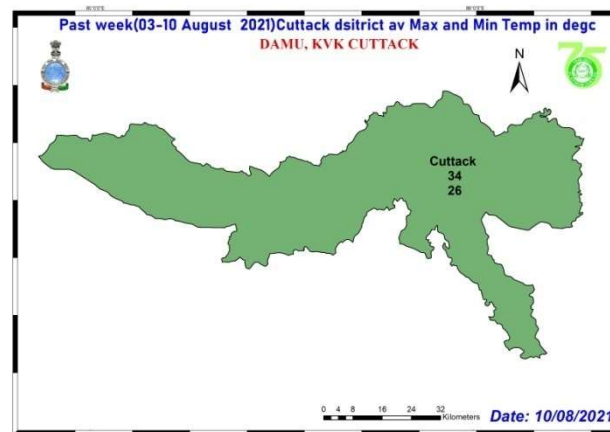 Past week(03-10 August 2021)Cuttack dsitrict av Max and Min Temp in degc
DAMU, KVK CUTTACK
N
75
Cuttack
34
26
0 4 8 16 24 32
Kilometers
Date: 10/08/2021